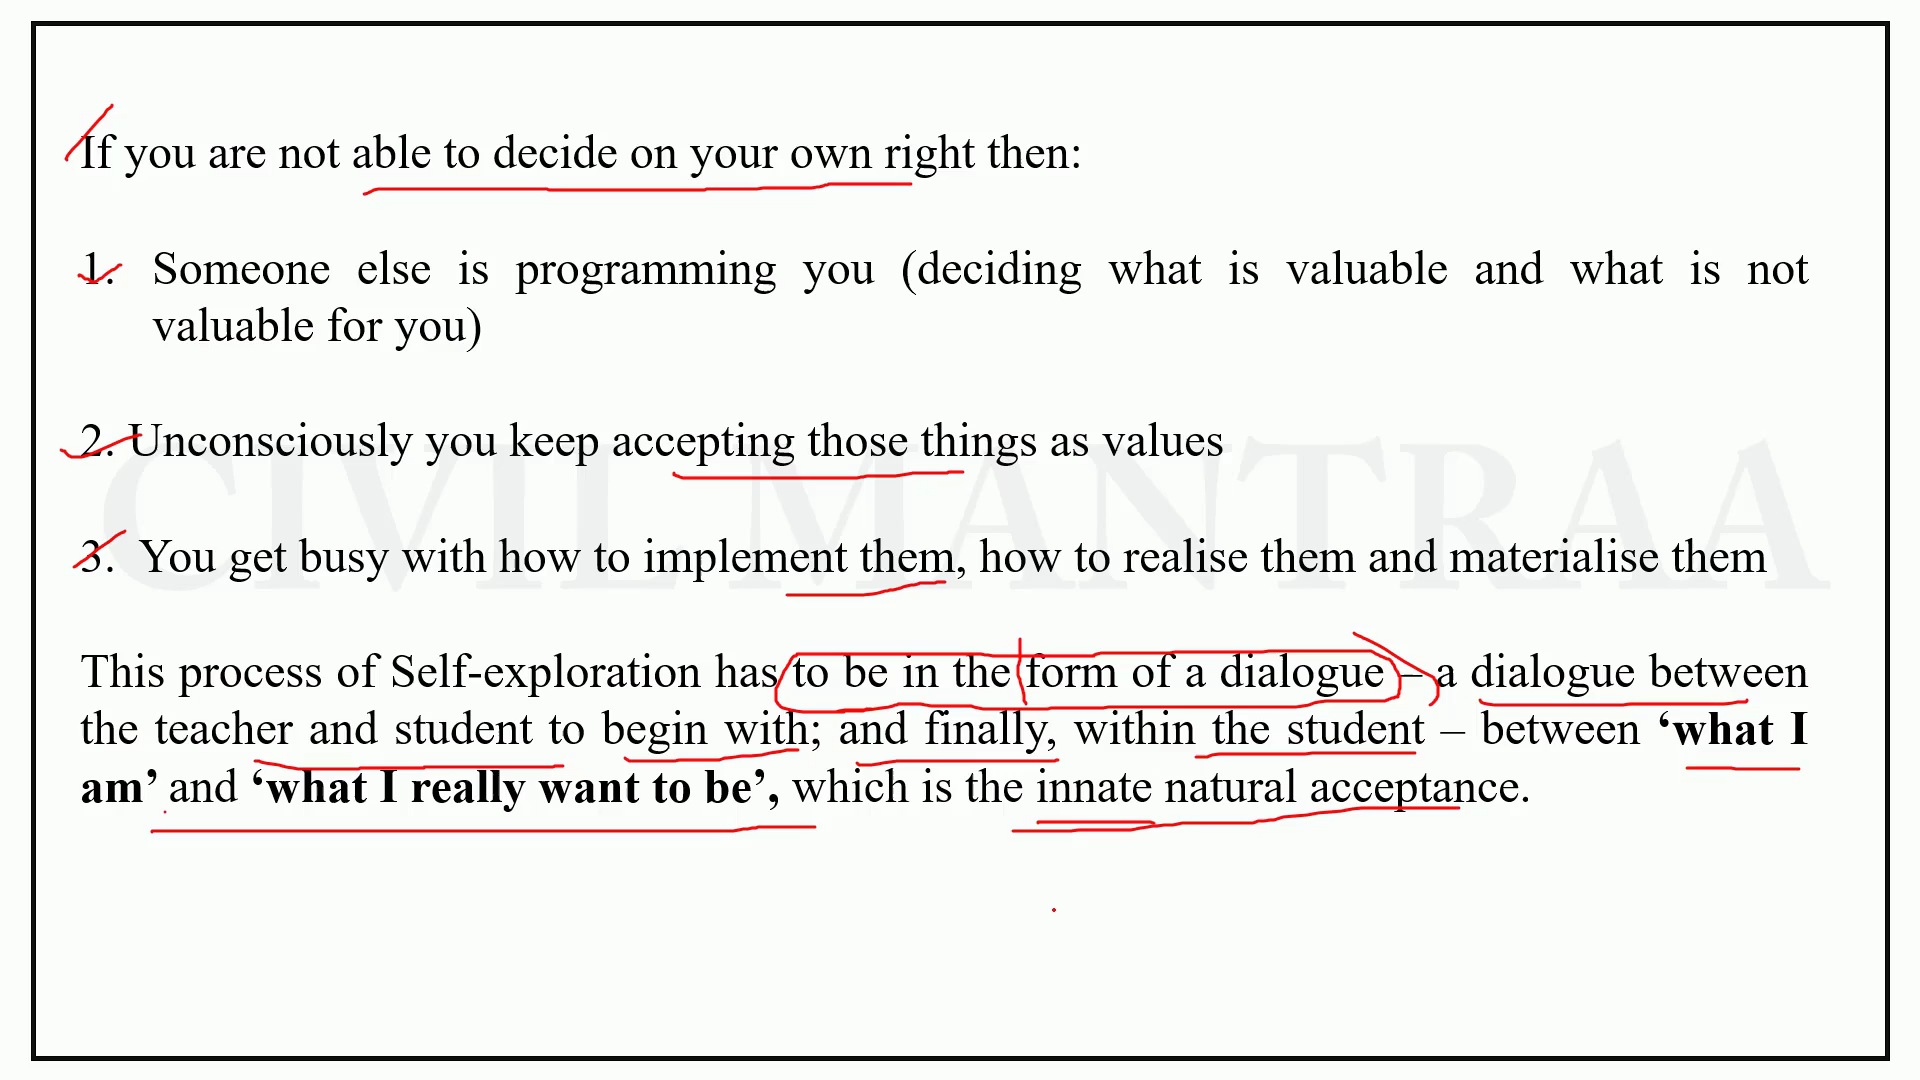 If you are not able to decide on your own right then:
1. Someone else is programming you (deciding what is valuable and what is not
valuable for you)
2. Unconsciously you keep accepting those things as values
CIVIL MANTRAA
3. You get busy with how to implement them, how to realise them and materialise them
This process of Self-exploration has to be in the form of a dialogue – a dialogue between
the teacher and student to begin with; and finally, within the student – between ‘what I
am’ and ‘what I really want to be’, which is the innate natural acceptance.